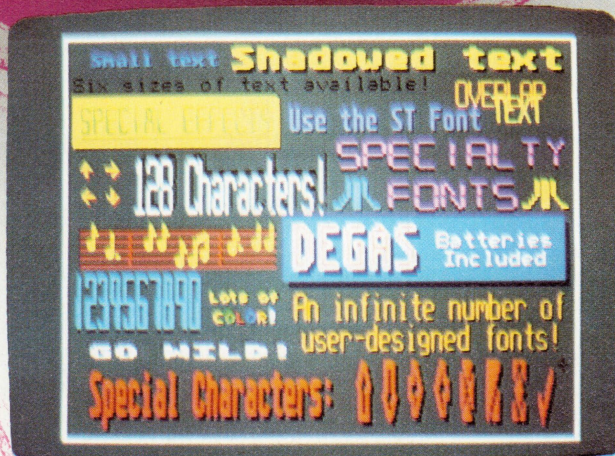 Small text Shadowed text
Six sizes of text available!
OVERLAP
TEXT
SPECIAL EFFECTS
Use the ST Font
SPECIALTY
FONTS
128 Characters!
DEGAS
Batteries
Included
1234567890
Lots of
COLOR!
An infinite number of
user-designed fonts!
GO WILD!
Special Characters: